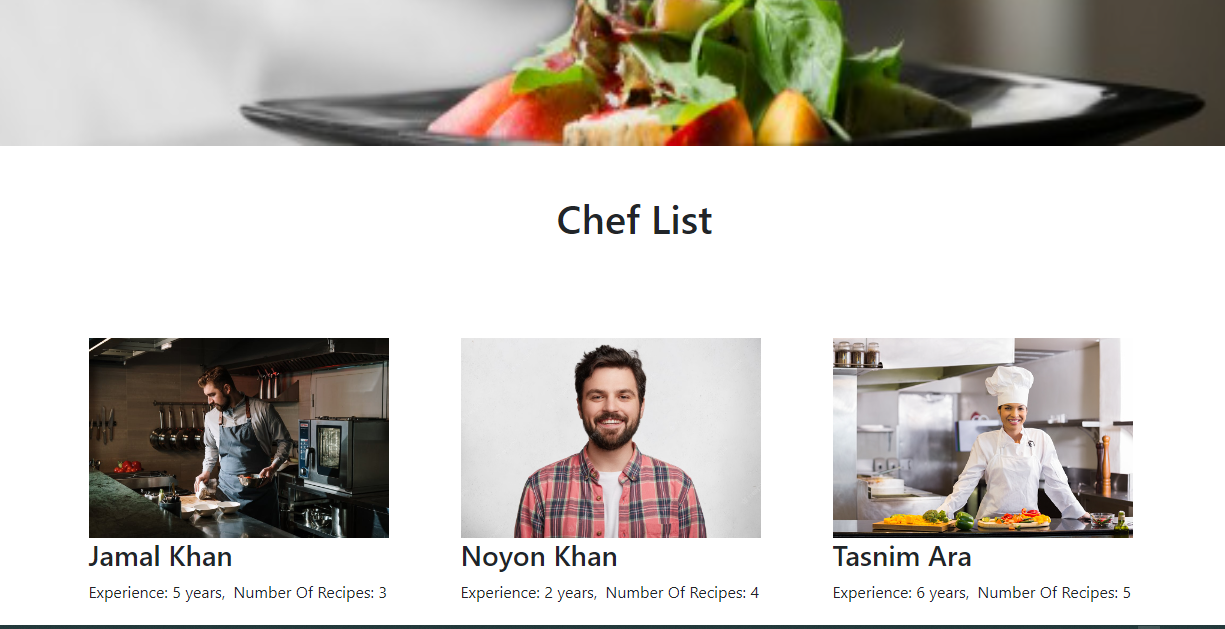 Chef List
Jamal Khan
Experience: 5 years, Number Of Recipes: 3
Noyon Khan
Experience: 2 years, Number Of Recipes: 4
Tasnim Ara
Experience: 6 years, Number Of Recipes: 5